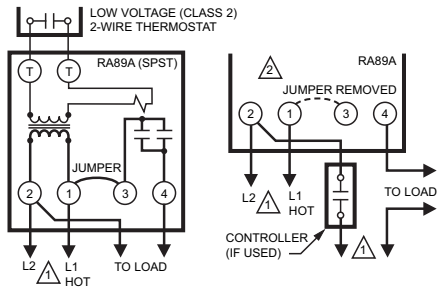 LOW VOLTAGE (CLASS 2)
2-WIRE THERMOSTAT
RA89A (SPST)
T T
JUMPER
2 1 3 4
L2 1 L1
HOT
TO LOAD
RA89A
2
JUMPER REMOVED
2 1 3 4
L2 1 L1
HOT
TO LOAD
CONTROLLER
(IF USED)
1